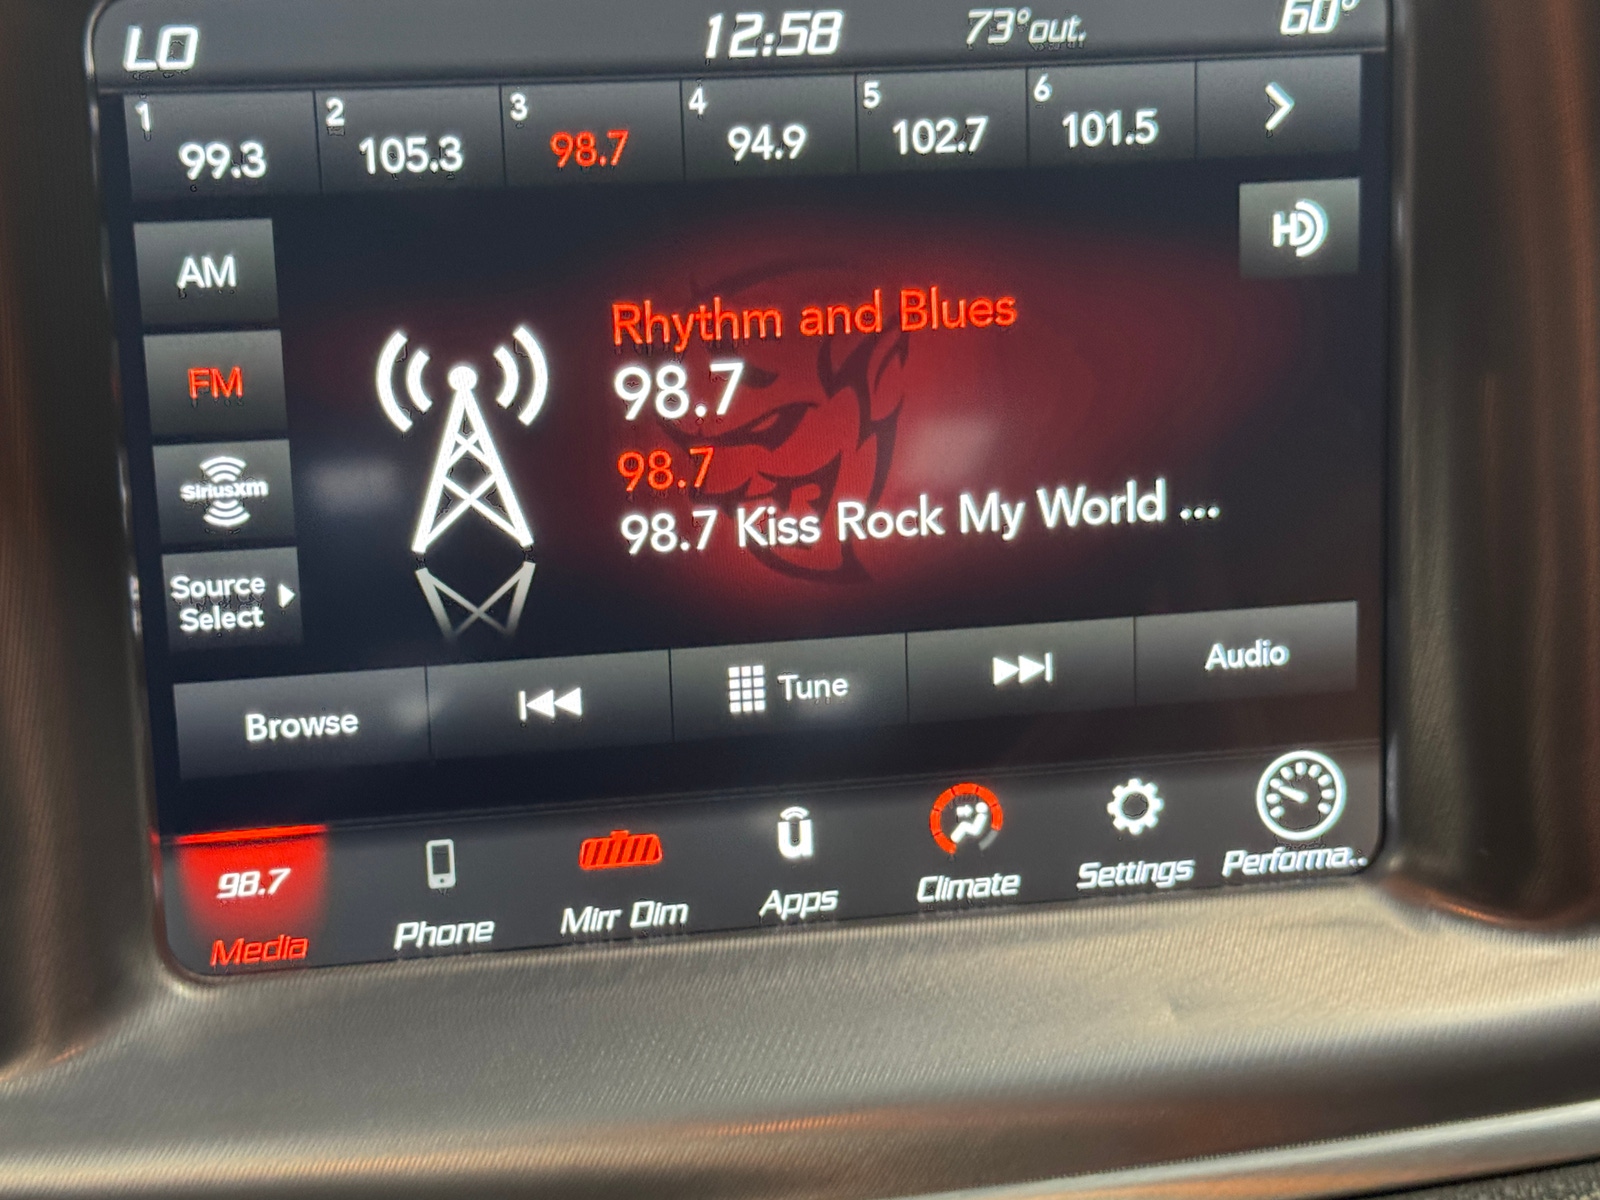 LO 12:58 73°out. 60°
1 2 3 4 5 6
99.3 105.3 98.7 94.9 102.7 101.5
HD
AM
FM
SiriusXM
Source
Select
Rhythm and Blues
98.7
98.7
98.7 Kiss Rock My World ...
Browse Tune Audio
98.7
Media Phone Mirr Dim Apps Climate Settings Performa..